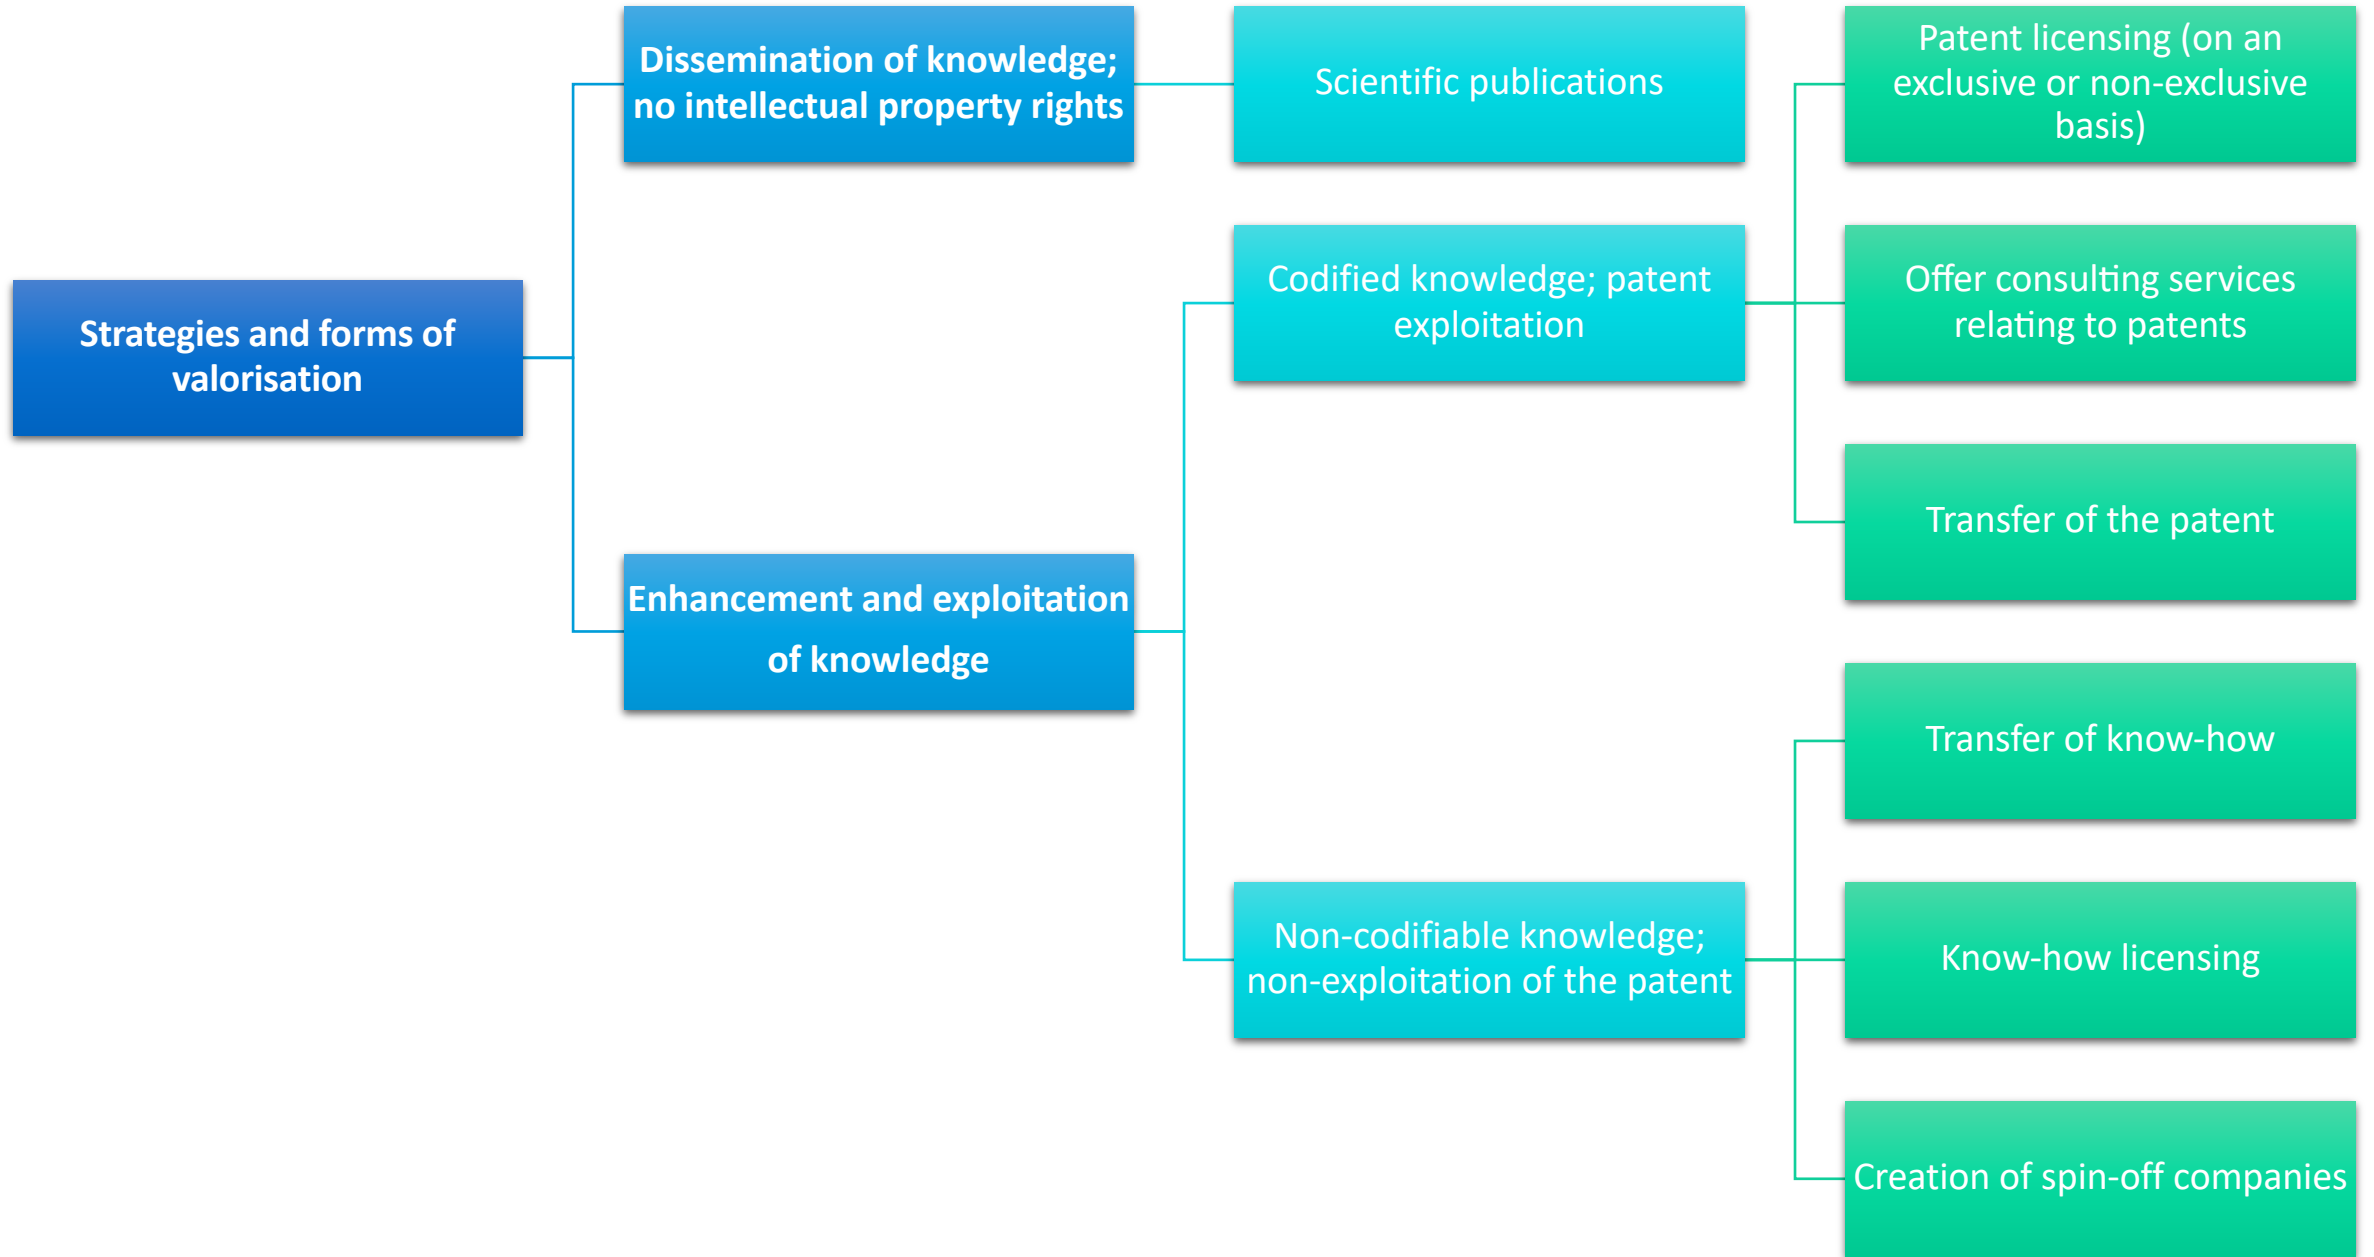 Strategies and forms of
valorisation
Dissemination of knowledge;
no intellectual property rights
Enhancement and exploitation
of knowledge
Scientific publications
Codified knowledge; patent
exploitation
Non-codifiable knowledge;
non-exploitation of the patent
Patent licensing (on an
exclusive or non-exclusive
basis)
Offer consulting services
relating to patents
Transfer of the patent
Transfer of know-how
Know-how licensing
Creation of spin-off companies